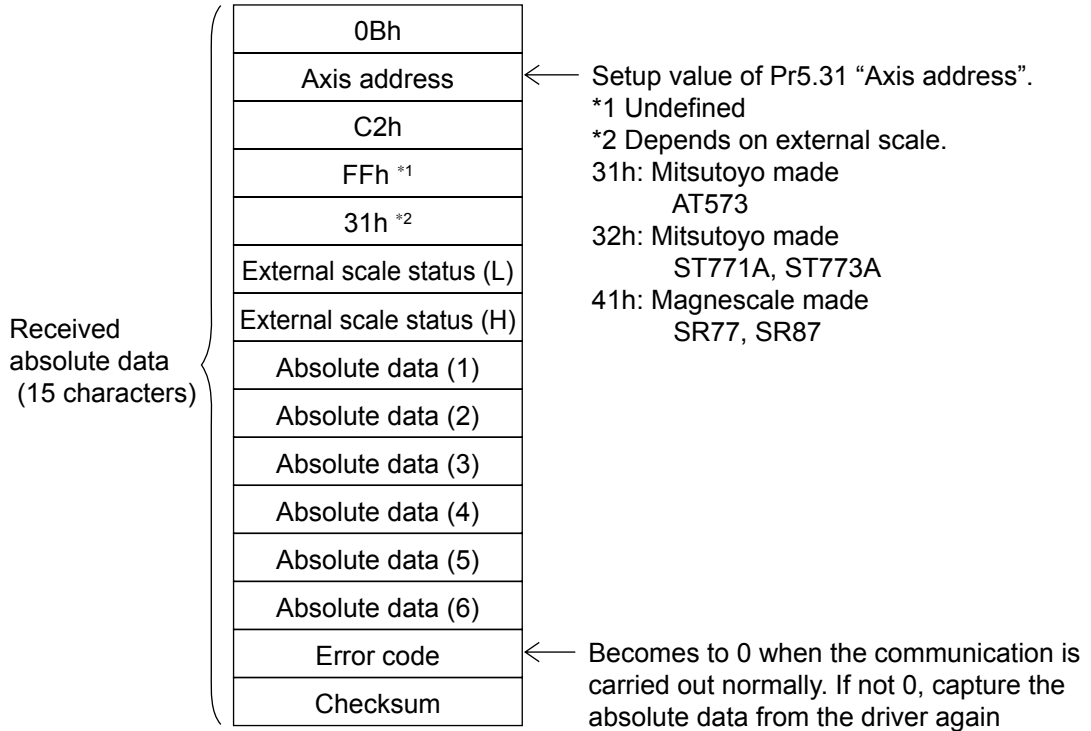 0Bh
Axis address
C2h
FFh *1
31h *2
External scale status (L)
External scale status (H)
Absolute data (1)
Absolute data (2)
Absolute data (3)
Absolute data (4)
Absolute data (5)
Absolute data (6)
Error code
Checksum
Received
absolute data
(15 characters)
Setup value of Pr5.31 “Axis address”.
*1 Undefined
*2 Depends on external scale.
31h: Mitsutoyo made
AT573
32h: Mitsutoyo made
ST771A, ST773A
41h: Magnescale made
SR77, SR87
Becomes to 0 when the communication is
carried out normally. If not 0, capture the
absolute data from the driver again